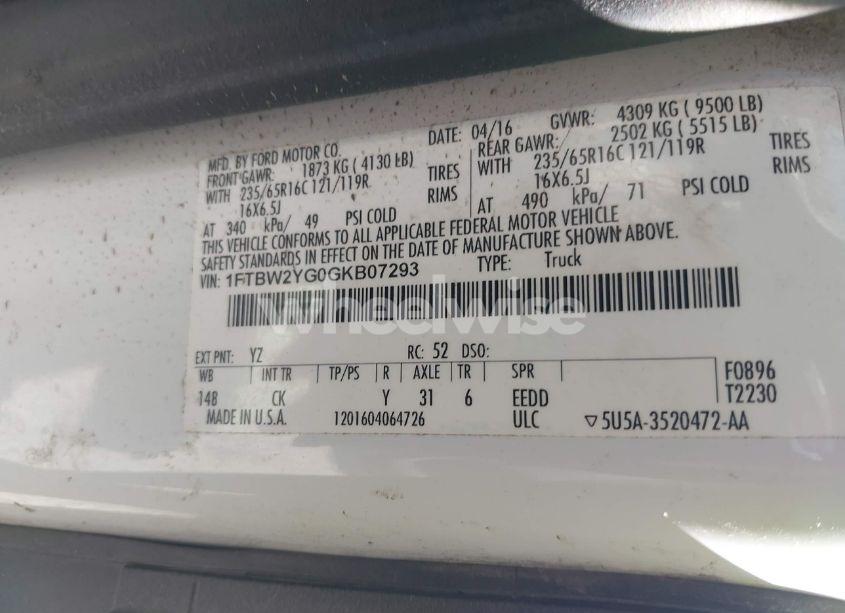 MFD. BY FORD MOTOR CO.
DATE: 04/16 GVWR: 4309 KG ( 9500 LB)
FRONT GAWR: 1873 KG ( 4130 LB) REAR GAWR: 2502 KG ( 5515 LB)
WITH 235/65R16C 121/119R TIRES WITH 235/65R16C 121/119R TIRES
16X6.5J RIMS 16X6.5J RIMS
AT 340 kPa/ 49 PSI COLD AT 490 kPa/ 71 PSI COLD
THIS VEHICLE CONFORMS TO ALL APPLICABLE FEDERAL MOTOR VEHICLE
SAFETY STANDARDS IN EFFECT ON THE DATE OF MANUFACTURE SHOWN ABOVE.
VIN: 1FTBW2YG0GKB07293 TYPE: Truck
wheelwise
EXT PNT: YZ RC: 52 DSO:
WB INT TR TP/PS R AXLE TR SPR F0896
148 CK Y 31 6 EEDD T2230
MADE IN U.S.A. 1201604064726 ULC ▽5U5A-3520472-AA